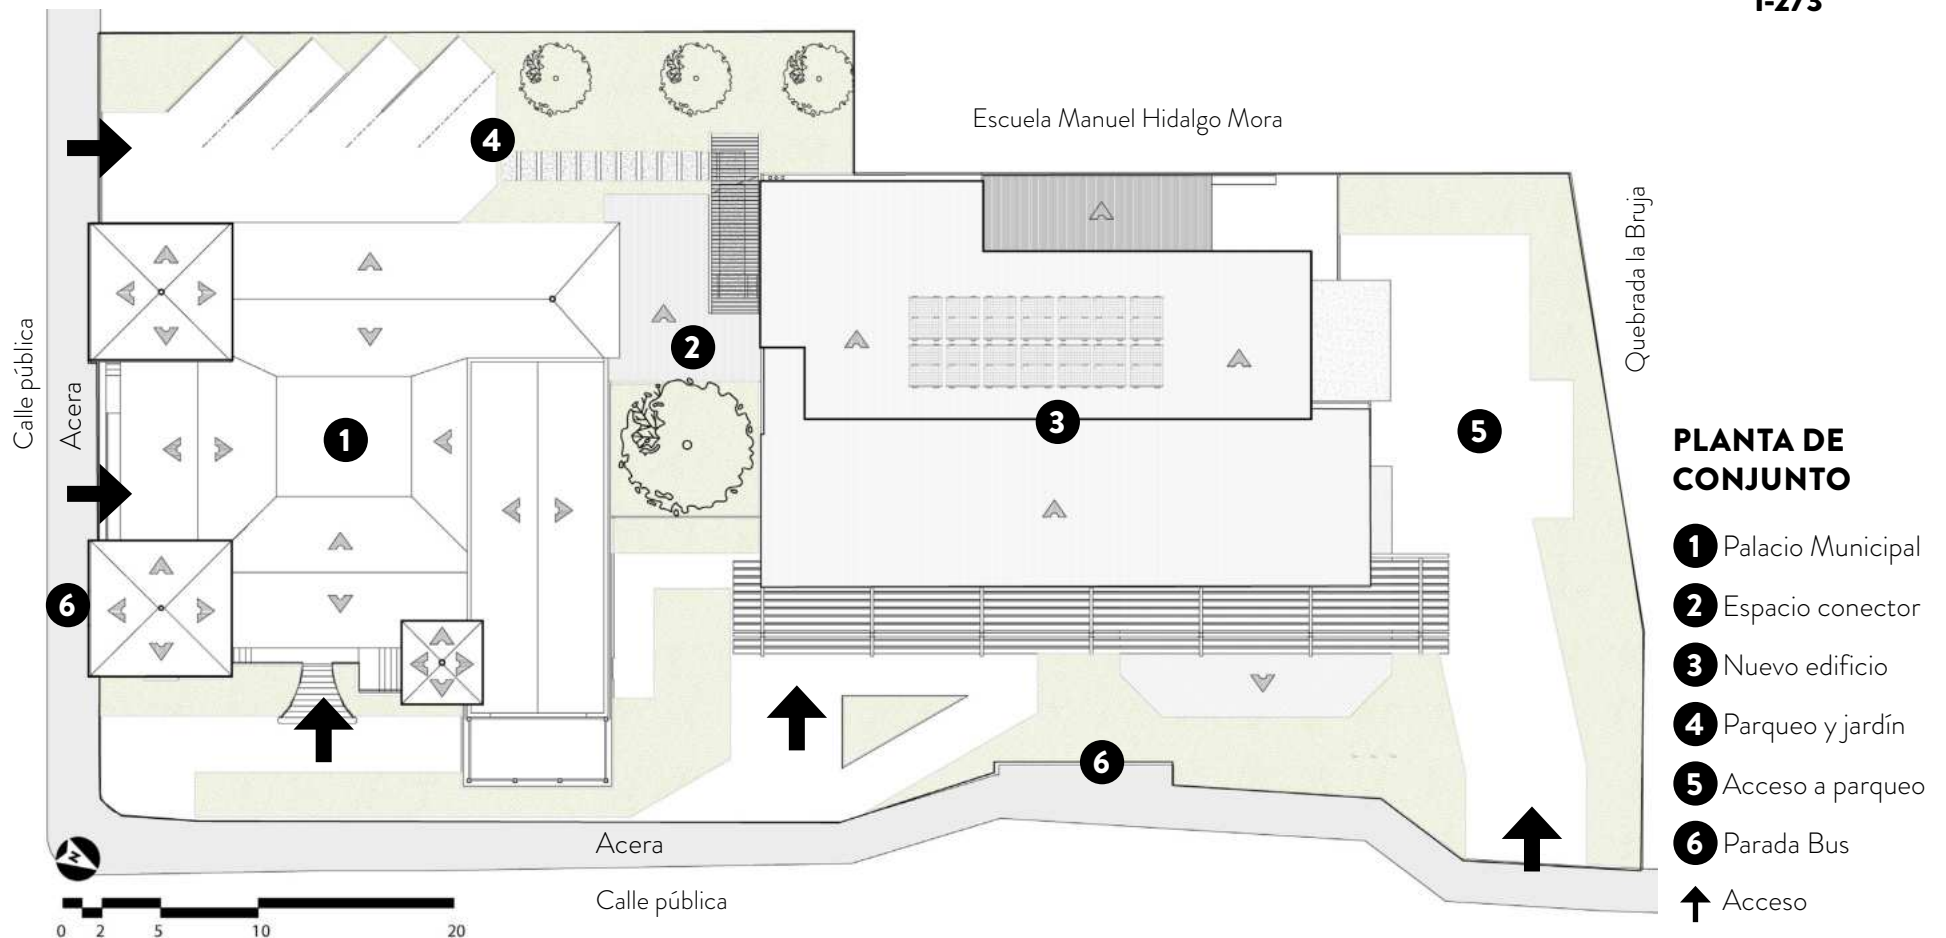 1-273
Escuela Manuel Hidalgo Mora
Quebrada la Bruja
Calle pública
Acera
4
2
1
3
5
6
6
Acera
Calle pública
N
0 2 5 10 20
PLANTA DE
CONJUNTO
1 Palacio Municipal
2 Espacio conector
3 Nuevo edificio
4 Parqueo y jardín
5 Acceso a parqueo
6 Parada Bus
Acceso